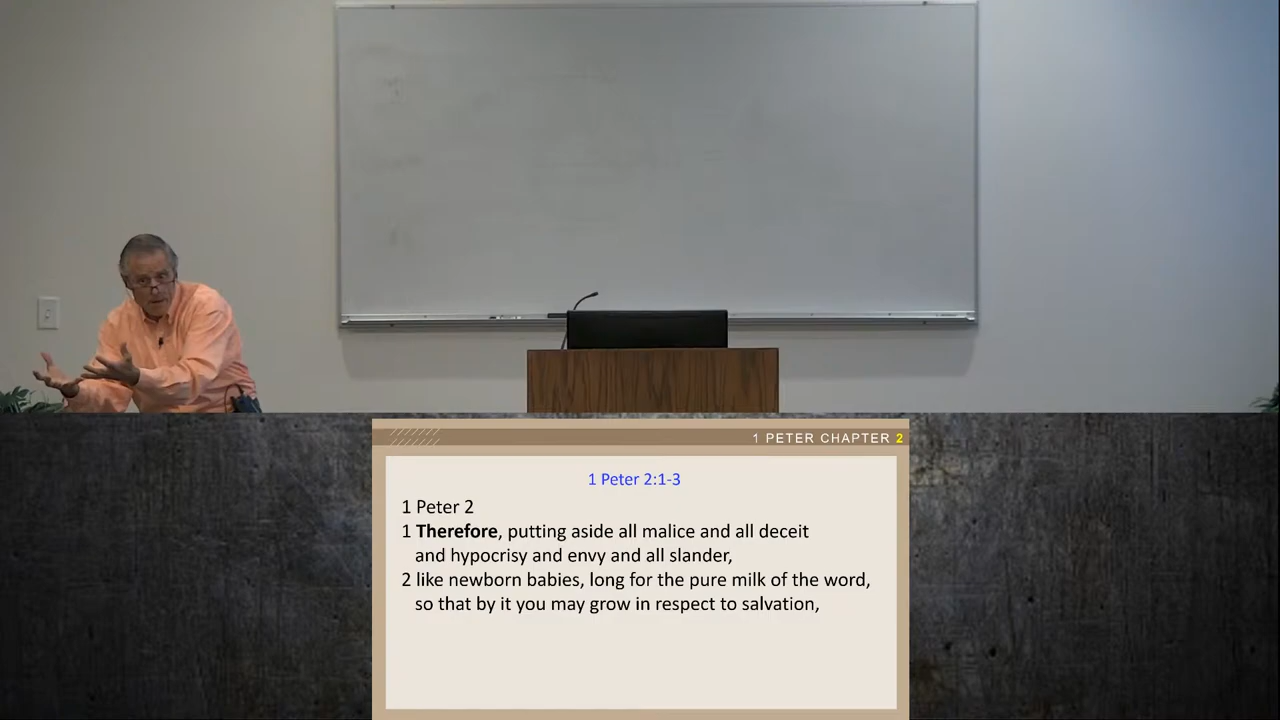 1 PETER CHAPTER 2
1 Peter 2:1-3
1 Peter 2
1 Therefore, putting aside all malice and all deceit
and hypocrisy and envy and all slander,
2 like newborn babies, long for the pure milk of the word,
so that by it you may grow in respect to salvation,